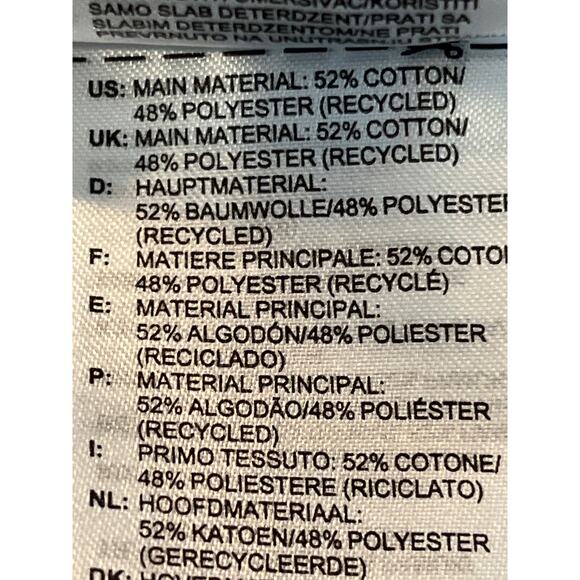 SAMO SLAB DETERDZENT/PRATI SA
SLABIM DETERDZENTOM/NE PRATI
US: MAIN MATERIAL: 52% COTTON/
48% POLYESTER (RECYCLED)
UK: MAIN MATERIAL: 52% COTTON/
48% POLYESTER (RECYCLED)
D: HAUPTMATERIAL:
52% BAUMWOLLE/48% POLYESTER
(RECYCLED)
F: MATIERE PRINCIPALE: 52% COTO
48% POLYESTER (RECYCLÉ)
E: MATERIAL PRINCIPAL:
52% ALGODÓN/48% POLIESTER
(RECICLADO)
P: MATERIAL PRINCIPAL:
52% ALGODÃO/48% POLIÉSTER
(RECYCLED)
I: PRIMO TESSUTO: 52% COTONE/
48% POLIESTERE (RICICLATO)
NL: HOOFDMATERIAAL:
52% KATOEN/48% POLYESTER
(GERECYCLEERDE)
DK: